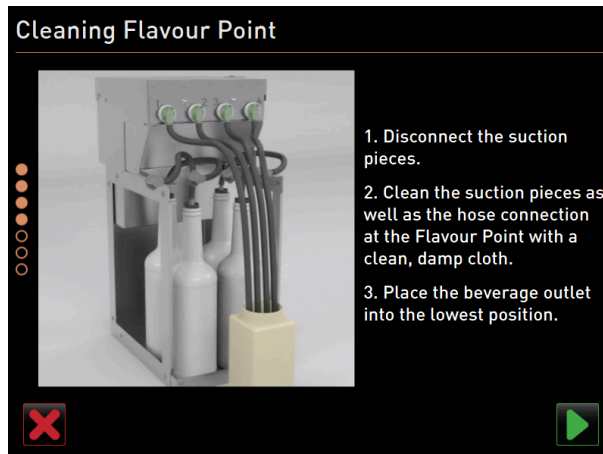 Cleaning Flavour Point
1. Disconnect the suction
pieces.
2. Clean the suction pieces as
well as the hose connection
at the Flavour Point with a
clean, damp cloth.
3. Place the beverage outlet
into the lowest position.